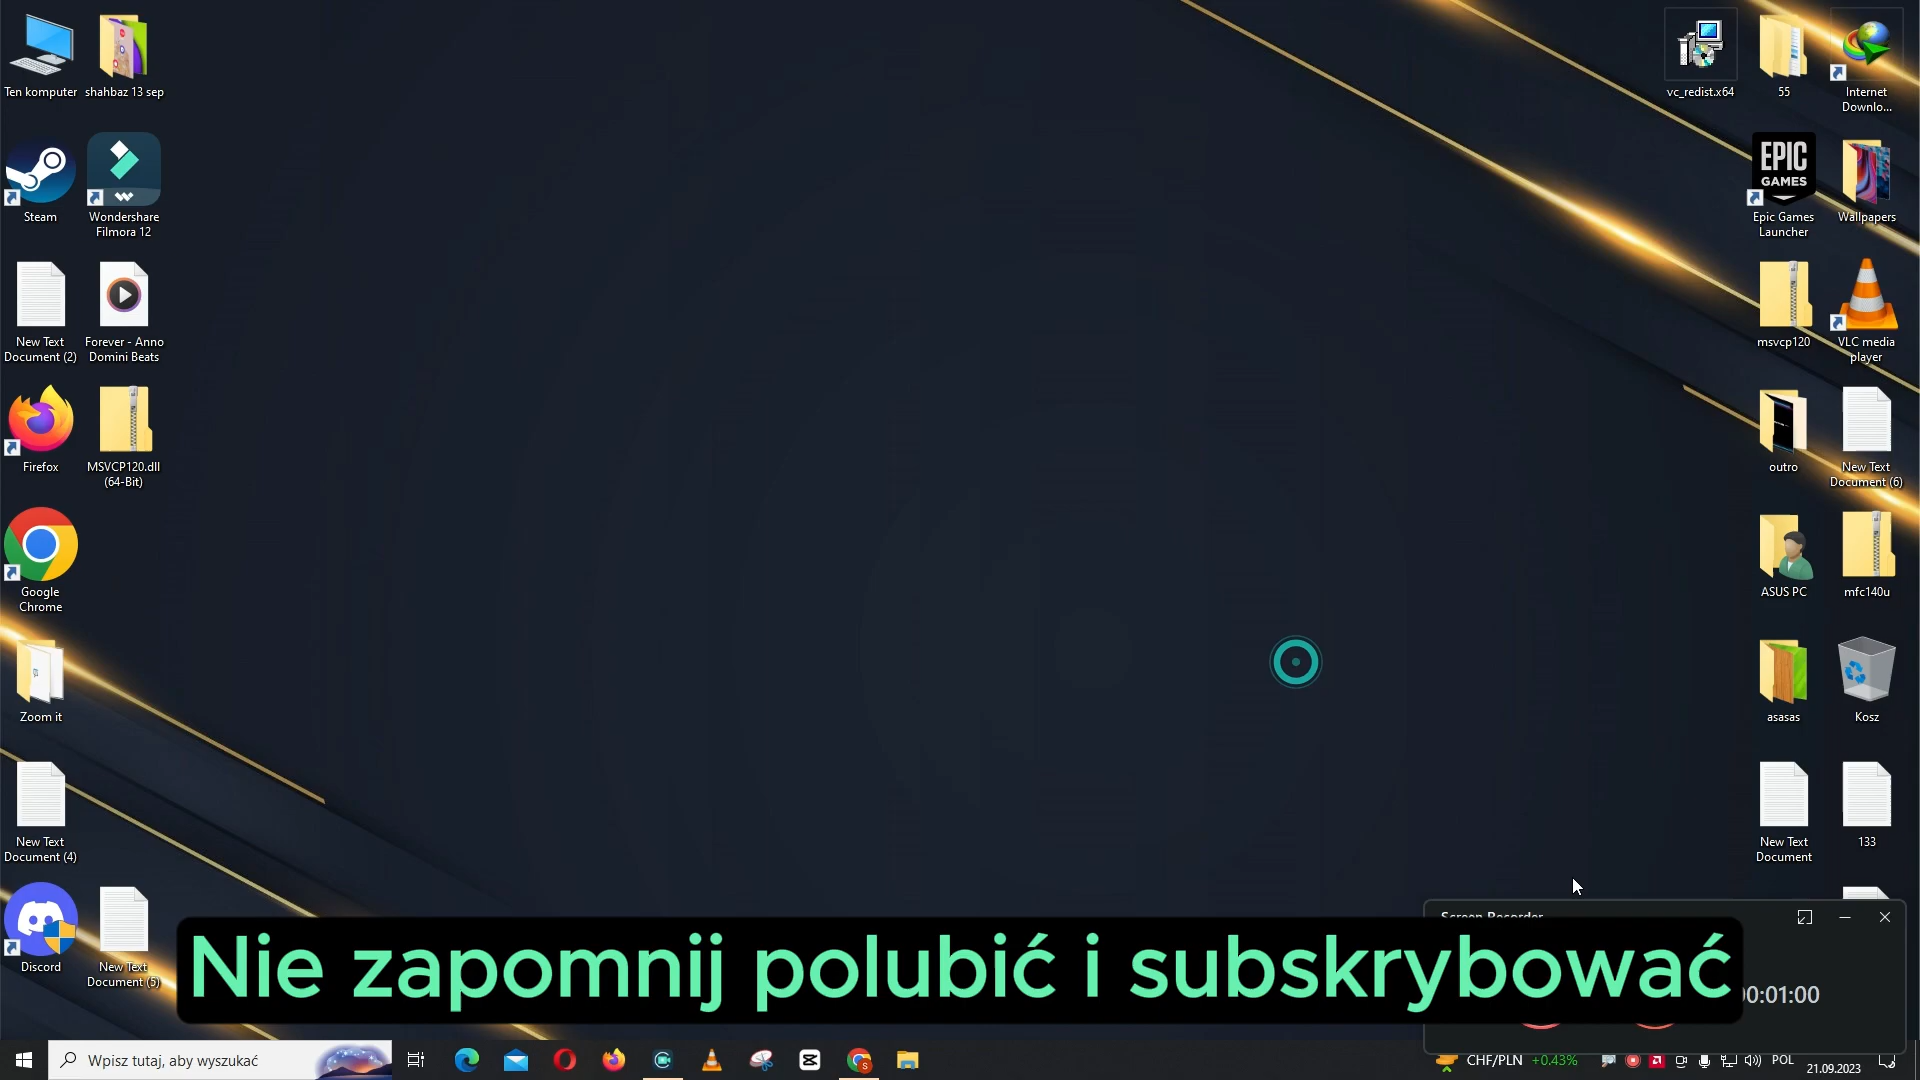 Ten komputer
shahbaz 13 sep
Steam
Wondershare
Filmora 12
New Text
Document (2)
Forever - Anno
Domini Beats
Firefox
MSVCP120.dll
(64-Bit)
Google
Chrome
Zoom it
New Text
Document (4)
Discord
New Text
Document (5)
vc_redist.x64
55
Internet
Downlo...
EPIC
GAMES
Epic Games
Launcher
Wallpapers
msvcp120
VLC media
player
outro
New Text
Document (6)
ASUS PC
mfc140u
asasas
Kosz
New Text
Document
133
Screen Recorder
Nie zapomnij polubić i subskrybować
00:01:00
Wpisz tutaj, aby wyszukać
CHF/PLN +0.43%
POL
21.09.2023